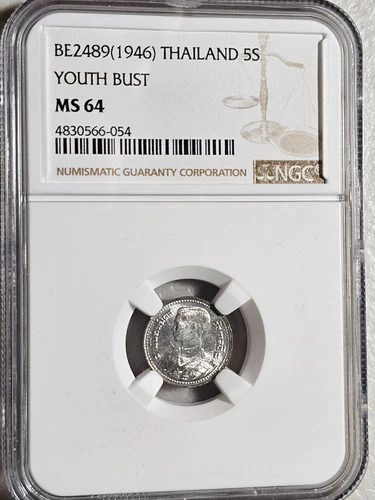 BE2489(1946) THAILAND 5S
YOUTH BUST
MS 64
4830566-054
NUMISMATIC GUARANTY CORPORATION
NGC